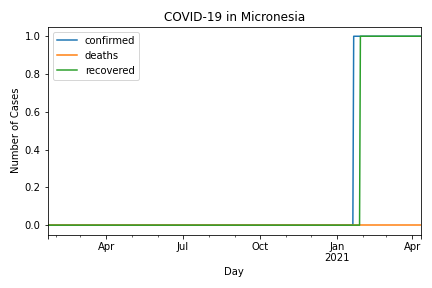 COVID-19 in Micronesia
confirmed
deaths
recovered
Number of Cases
1.0
0.8
0.6
0.4
0.2
0.0
Apr
Jul
Oct
Jan
2021
Apr
Day